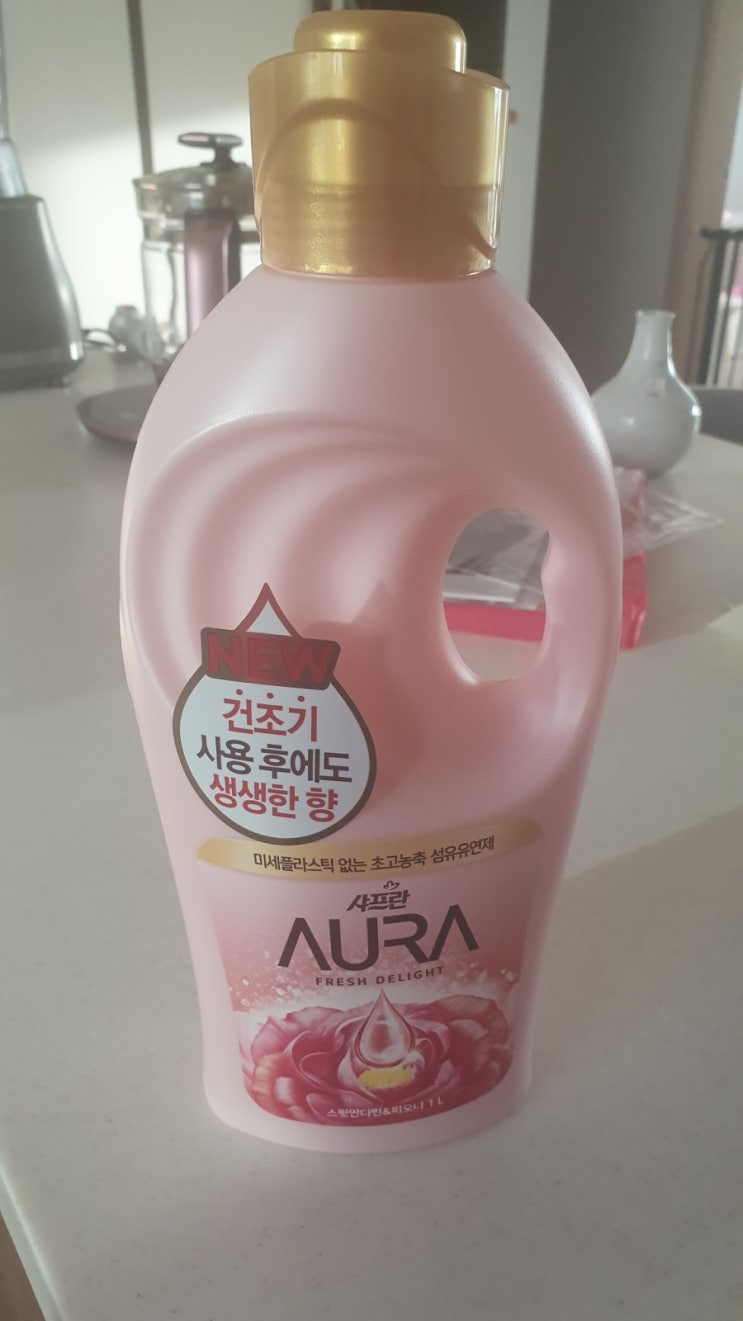 NEW
건조기
사용 후에도
생생한 향
미세플라스틱 없는 초고농축 섬유유연제
샤프란
AURA
FRESH DELIGHT
스윗만다린&피오니 1 L